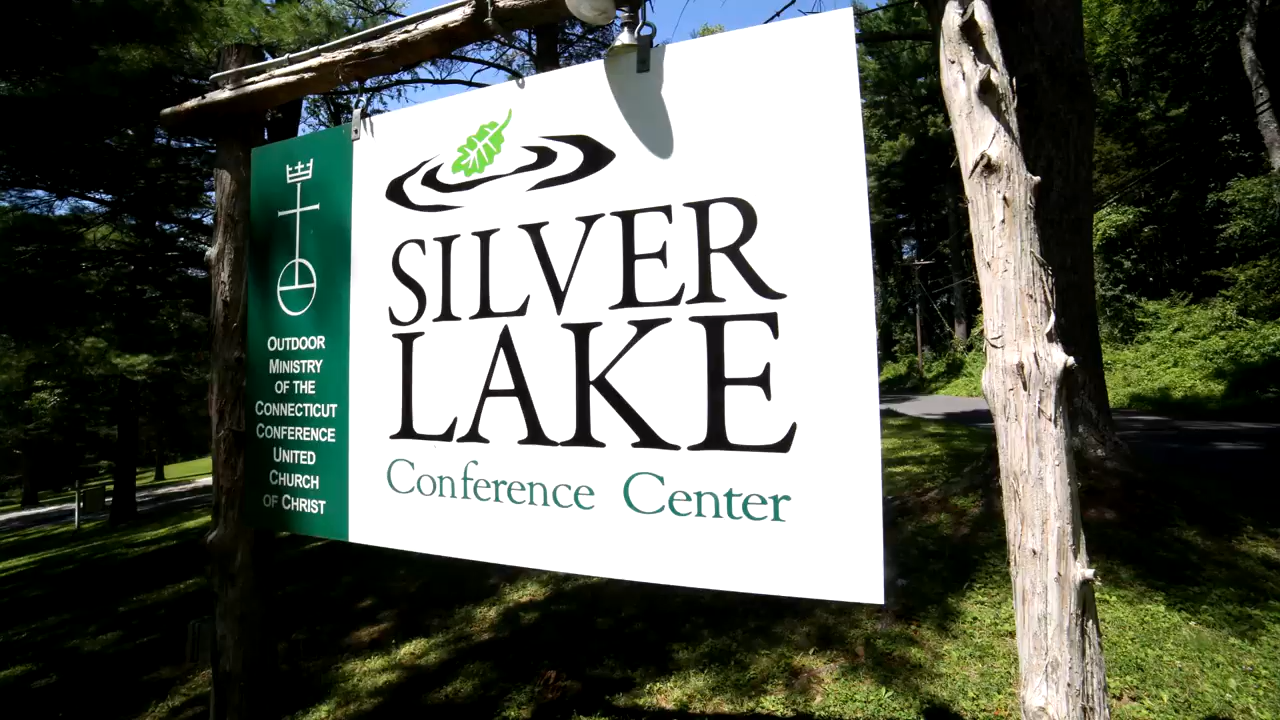 OUTDOOR
MINISTRY
OF THE
CONNECTICUT
CONFERENCE
UNITED
CHURCH
OF CHRIST
SILVER
LAKE
Conference Center